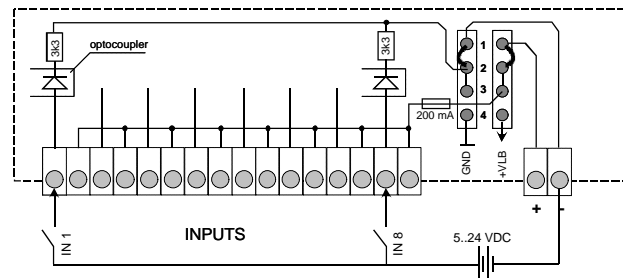 3k3
optocoupler
3k3
1
2
3
4
200 mA
GND
+VLB
+ -
IN 1
INPUTS
IN 8
5..24 VDC